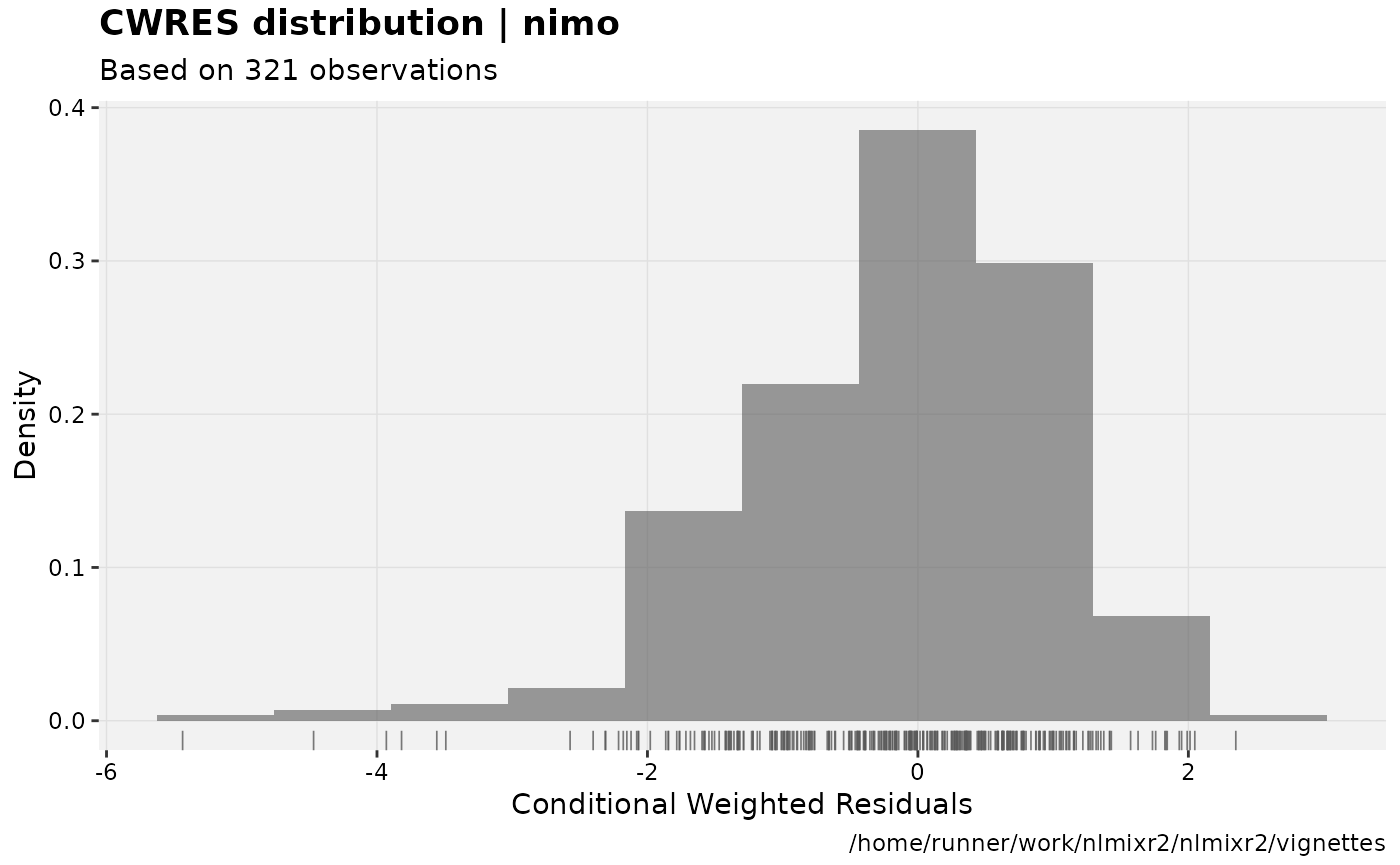 CWRES distribution | nimo
Based on 321 observations
0.4
0.3
0.2
0.1
0.0
Density
-6
-4
-2
0
2
Conditional Weighted Residuals
/home/runner/work/nlmixr2/nlmixr2/vignettes